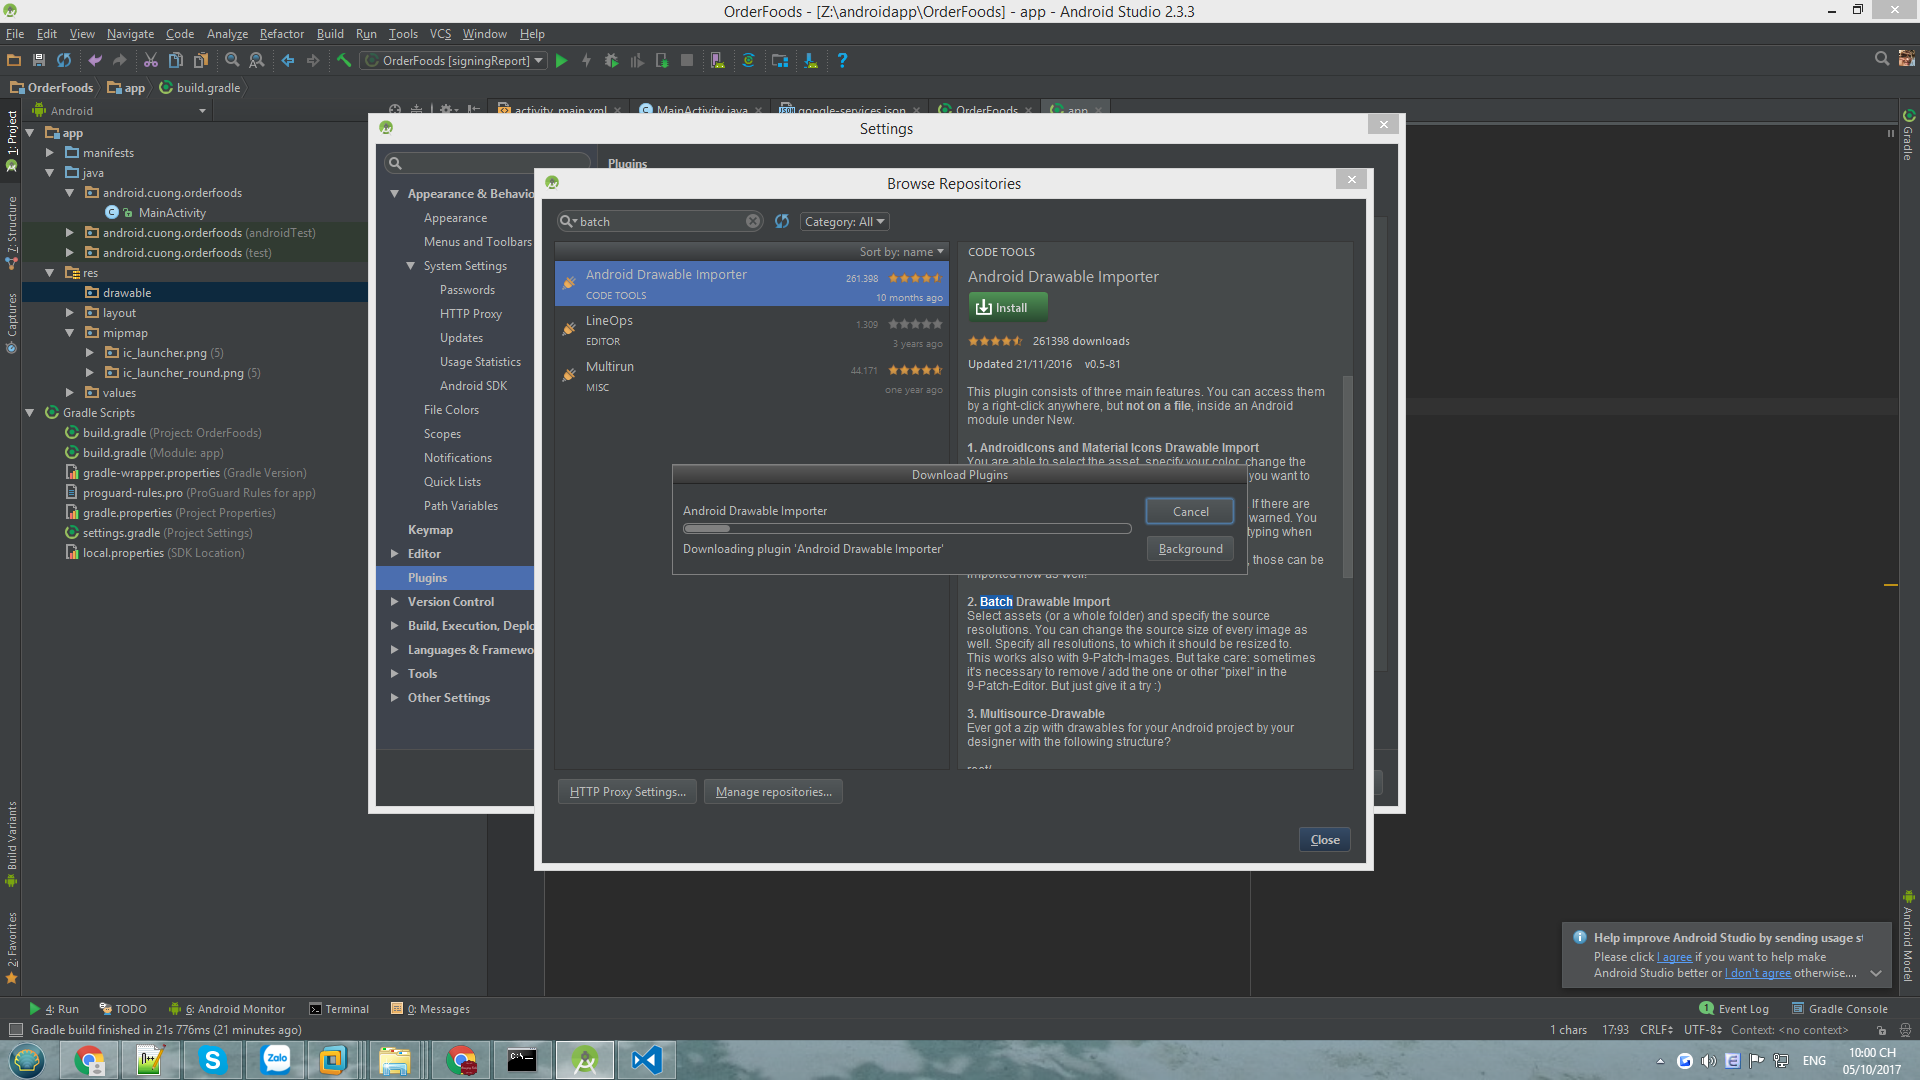 OrderFoods - [Z:\androidapp\OrderFoods] - app - Android Studio 2.3.3
File Edit View Navigate Code Analyze Refactor Build Run Tools VCS Window Help
OrderFoods [signingReport]
OrderFoods app build.gradle
1: Project
7: Structure
Captures
Build Variants
2: Favorites
Android
app
manifests
java
android.cuong.orderfoods
MainActivity
android.cuong.orderfoods (androidTest)
android.cuong.orderfoods (test)
res
drawable
layout
mipmap
ic_launcher.png (5)
ic_launcher_round.png (5)
values
Gradle Scripts
build.gradle (Project: OrderFoods)
build.gradle (Module: app)
gradle-wrapper.properties (Gradle Version)
proguard-rules.pro (ProGuard Rules for app)
gradle.properties (Project Properties)
settings.gradle (Project Settings)
local.properties (SDK Location)
activity_main.xml MainActivity.java google-services.json OrderFoods app
Settings
Plugins
Appearance & Behavio
Appearance
Menus and Toolbars
System Settings
Passwords
HTTP Proxy
Updates
Usage Statistics
Android SDK
File Colors
Scopes
Notifications
Quick Lists
Path Variables
Keymap
Editor
Plugins
Version Control
Build, Execution, Deplo
Languages & Framewo
Tools
Other Settings
Browse Repositories
batch
Category: All
Sort by: name
Android Drawable Importer 261.398
CODE TOOLS 10 months ago
LineOps 1.309
EDITOR 3 years ago
Multirun 44.171
MISC one year ago
CODE TOOLS
Android Drawable Importer
Install
261398 downloads
Updated 21/11/2016 v0.5-81
This plugin consists of three main features. You can access them
by a right-click anywhere, but not on a file, inside an Android
module under New.
1. AndroidIcons and Material Icons Drawable Import
You are able to select the asset, specify your color, change the
you want to
If there are
warned. You
typing when
, those can be
imported now as well!
2. Batch Drawable Import
Select assets (or a whole folder) and specify the source
resolutions. You can change the source size of every image as
well. Specify all resolutions, to which it should be resized to.
This works also with 9-Patch-Images. But take care: sometimes
it's necessary to remove / add the one or other "pixel" in the
9-Patch-Editor. But just give it a try :)
3. Multisource-Drawable
Ever got a zip with drawables for your Android project by your
designer with the following structure?
root/
Download Plugins
Android Drawable Importer
Downloading plugin 'Android Drawable Importer'
Cancel
Background
HTTP Proxy Settings...
Manage repositories...
Close
Gradle
Android Model
Help improve Android Studio by sending usage st
Please click I agree if you want to help make
Android Studio better or I don't agree otherwise....
4: Run TODO 6: Android Monitor Terminal 0: Messages 1 Event Log Gradle Console
Gradle build finished in 21s 776ms (21 minutes ago) 1 chars 17:93 CRLF UTF-8 Context: <no context>
Zalo
ENG
10:00 CH
05/10/2017